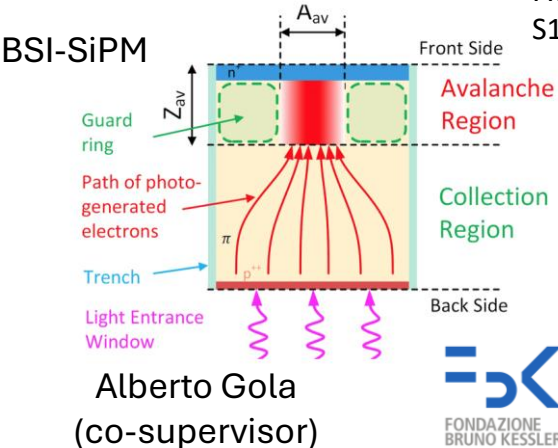 BSI-SiPM
A_av
S1
Front Side
n⁺
Z_av
Avalanche
Region
Guard
ring
Path of photo-
generated
electrons
Collection
Region
π
Trench
p⁺⁺
Back Side
Light Entrance
Window
Alberto Gola
(co-supervisor)
FONDAZIONE
BRUNO KESSLER